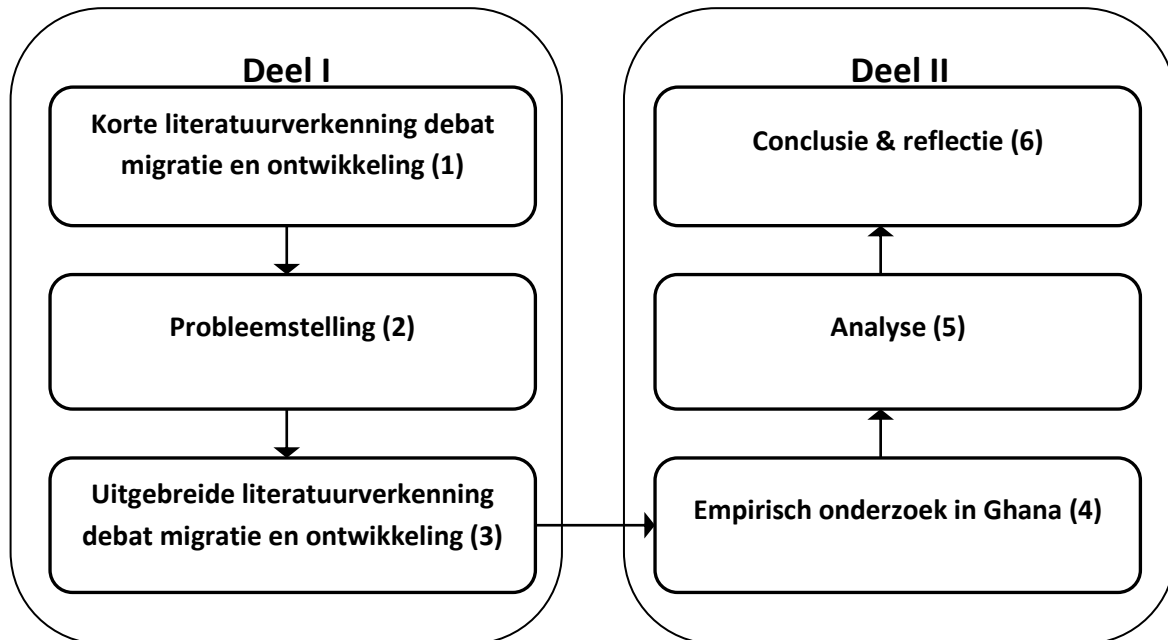 Deel I
Korte literatuurverkenning debat
migratie en ontwikkeling (1)
Probleemstelling (2)
Uitgebreide literatuurverkenning
debat migratie en ontwikkeling (3)
Deel II
Conclusie & reflectie (6)
Analyse (5)
Empirisch onderzoek in Ghana (4)